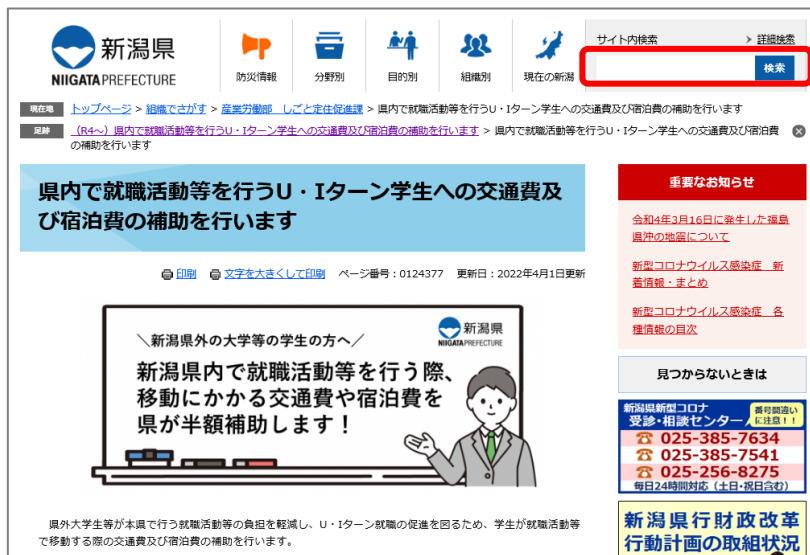 新潟県
NIIGATA PREFECTURE
防災情報
分野別
目的別
組織別
現在の新潟
サイト内検索
詳細検索
検索
現在地 トップページ > 組織でさがす > 産業労働部 しごと定住促進課 > 県内で就職活動等を行うU・Iターン学生への交通費及び宿泊費の補助を行います
足跡 （R4～）県内で就職活動等を行うU・Iターン学生への交通費及び宿泊費の補助を行います > 県内で就職活動等を行うU・Iターン学生への交通費及び宿泊費
の補助を行います
県内で就職活動等を行うU・Iターン学生への交通費及
び宿泊費の補助を行います
印刷 文字を大きくして印刷 ページ番号：0124377 更新日：2022年4月1日更新
＼新潟県外の大学等の学生の方へ／
新潟県
NIIGATA PREFECTURE
新潟県内で就職活動等を行う際、
移動にかかる交通費や宿泊費を
県が半額補助します！
県外大学生等が本県で行う就職活動等の負担を軽減し、U・Iターン就職の促進を図るため、学生が就職活動等
で移動する際の交通費及び宿泊費の補助を行います。
重要なお知らせ
令和4年3月16日に発生した福島
県沖の地震について
新型コロナウイルス感染症 新
着情報・まとめ
新型コロナウイルス感染症 各
種情報の目次
見つからないときは
新潟県新型コロナ
受診・相談センター
番号間違い
に注意！！
025-385-7634
025-385-7541
025-256-8275
毎日24時間対応（土日・祝日含む）
新潟県行財政改革
行動計画の取組状況